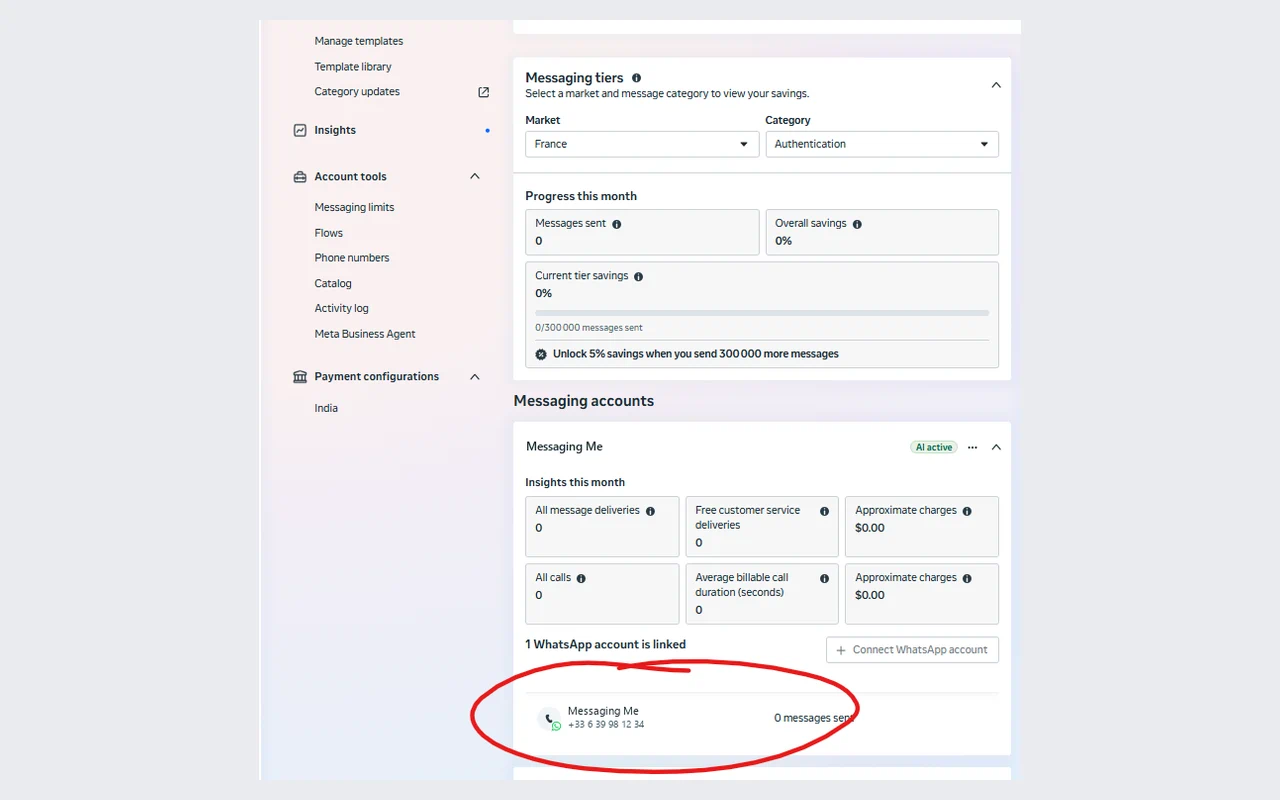 Manage templates
Template library
Category updates
Insights
Account tools
Messaging limits
Flows
Phone numbers
Catalog
Activity log
Meta Business Agent
Payment configurations
India
Messaging tiers
Select a market and message category to view your savings.
Market
Category
France
Authentication
Progress this month
Messages sent
0
Overall savings
0%
Current tier savings
0%
0/300 000 messages sent
Unlock 5% savings when you send 300 000 more messages
Messaging accounts
Messaging Me
AI active
Insights this month
All message deliveries
0
Free customer service
deliveries
0
Approximate charges
$0.00
All calls
0
Average billable call
duration (seconds)
0
Approximate charges
$0.00
1 WhatsApp account is linked
Connect WhatsApp account
Messaging Me
+33 6 39 98 12 34
0 messages sent